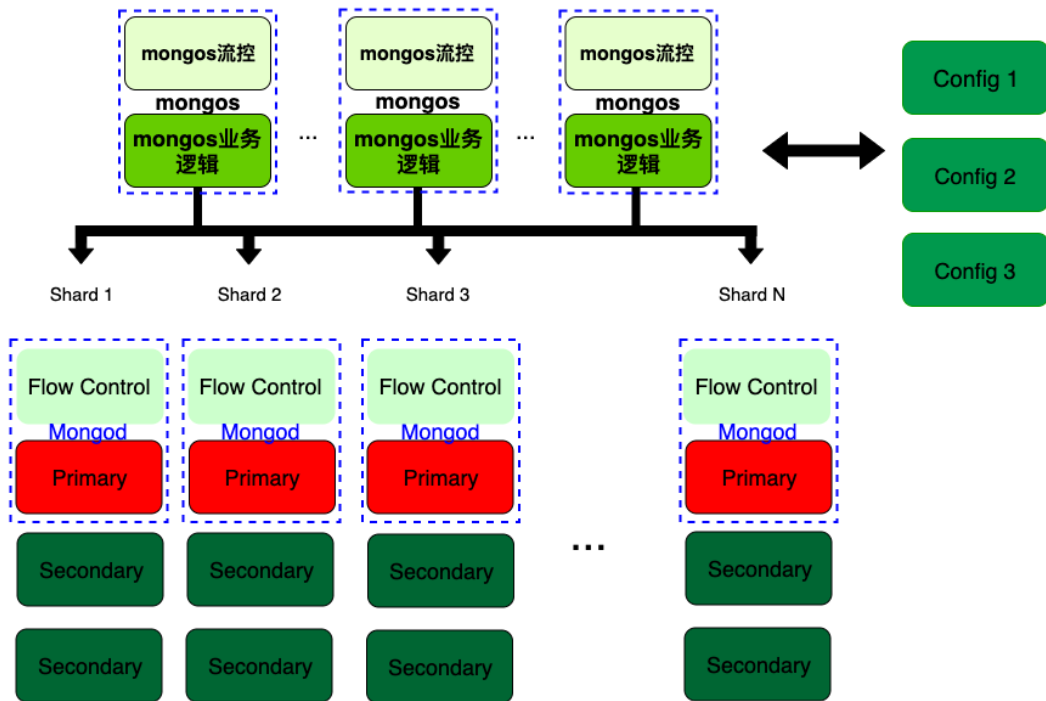 mongos流控
mongos流控
mongos流控
mongos
mongos
mongos
mongos业务
逻辑
...
mongos业务
逻辑
...
mongos业务
逻辑
Config 1
Config 2
Config 3
Shard 1
Shard 2
Shard 3
Shard N
Flow Control
Flow Control
Flow Control
Flow Control
Mongod
Mongod
Mongod
Mongod
Primary
Primary
Primary
Primary
Secondary
Secondary
Secondary
...
Secondary
Secondary
Secondary
Secondary
Secondary